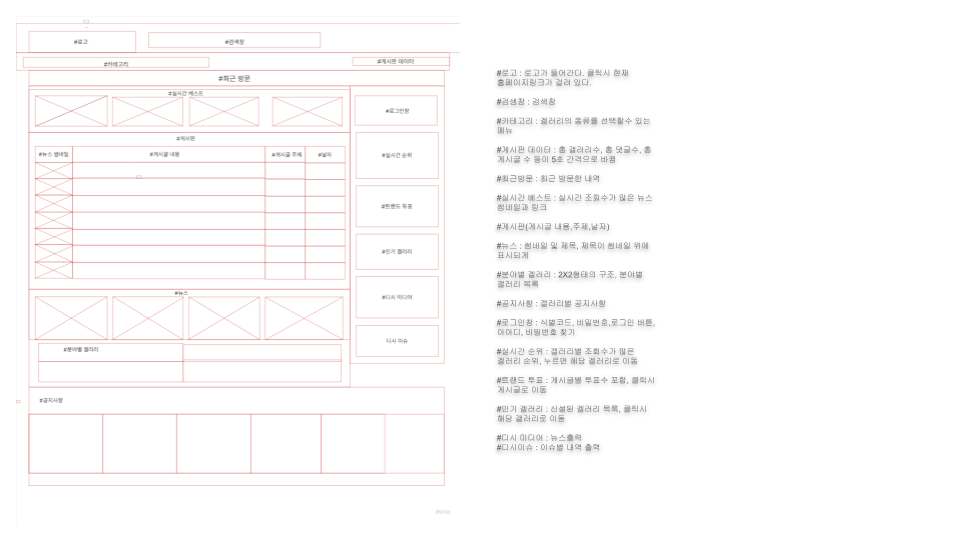 #로고
#검색창
#카테고리
#게시판 데이터
#최근 방문
#실시간 베스트
#로그인창
#게시판
#뉴스 썸네일
#게시글 내용
#게시글 주제
#날자
#실시간 순위
#트랜드 투표
#인기 겔러리
#디시 미디어
#뉴스
디시 이슈
#분야별 겔러리
#공지사항
#로고 : 로고가 들어간다. 클릭시 현재
홈페이지링크가 걸려 있다.
#검색창 : 검색창
#카테고리 : 겔러리의 종류를 선택할수 있는
메뉴
#게시판 데이터 : 총 겔러리수, 총 댓글수, 총
게시글 수 등이 5초 간격으로 바뀜
#최근방문 : 최근 방문한 내역
#실시간 베스트 : 실시간 조회수가 많은 뉴스
썸네일과 링크
#게시판(게시글 내용,주제,날자)
#뉴스 : 썸네일 및 제목, 제목이 썸네일 위에
표시되게
#분야별 겔러리 : 2X2형태의 구조, 분야별
겔러리 목록
#공지사항 : 겔러리별 공지사항
#로그인창 : 식별코드, 비밀번호,로그인 버튼,
아아디, 비밀번호 찾기
#실시간 순위 : 겔러리별 조회수가 많은
겔러리 순위, 누르면 해당 겔러리로 이동
#트랜드 투표 : 게시글별 투표수 포함, 클릭시
게시글로 이동
#인기 겔러리 : 신설된 겔러리 목록, 클릭시
해당 겔러리로 이동
#디시 미디어 : 뉴스출력
#디시이슈 : 이슈별 내역 출력